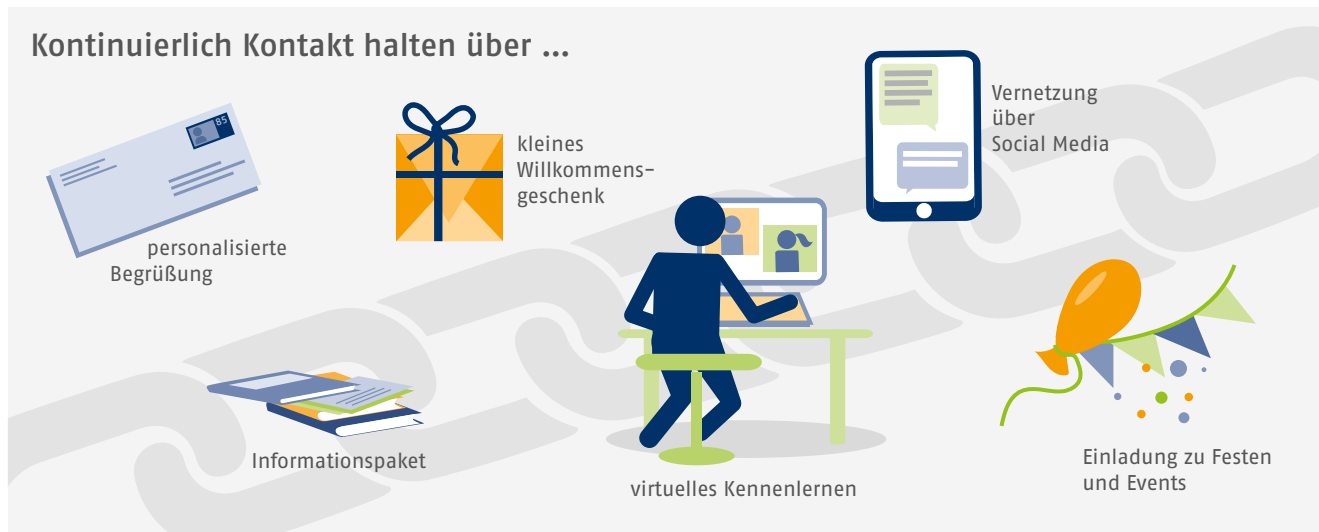 Kontinuierlich Kontakt halten über ...
85
personalisierte
Begrüßung
kleines
Willkommens-
geschenk
Vernetzung
über
Social Media
Informationspaket
virtuelles Kennenlernen
Einladung zu Festen
und Events